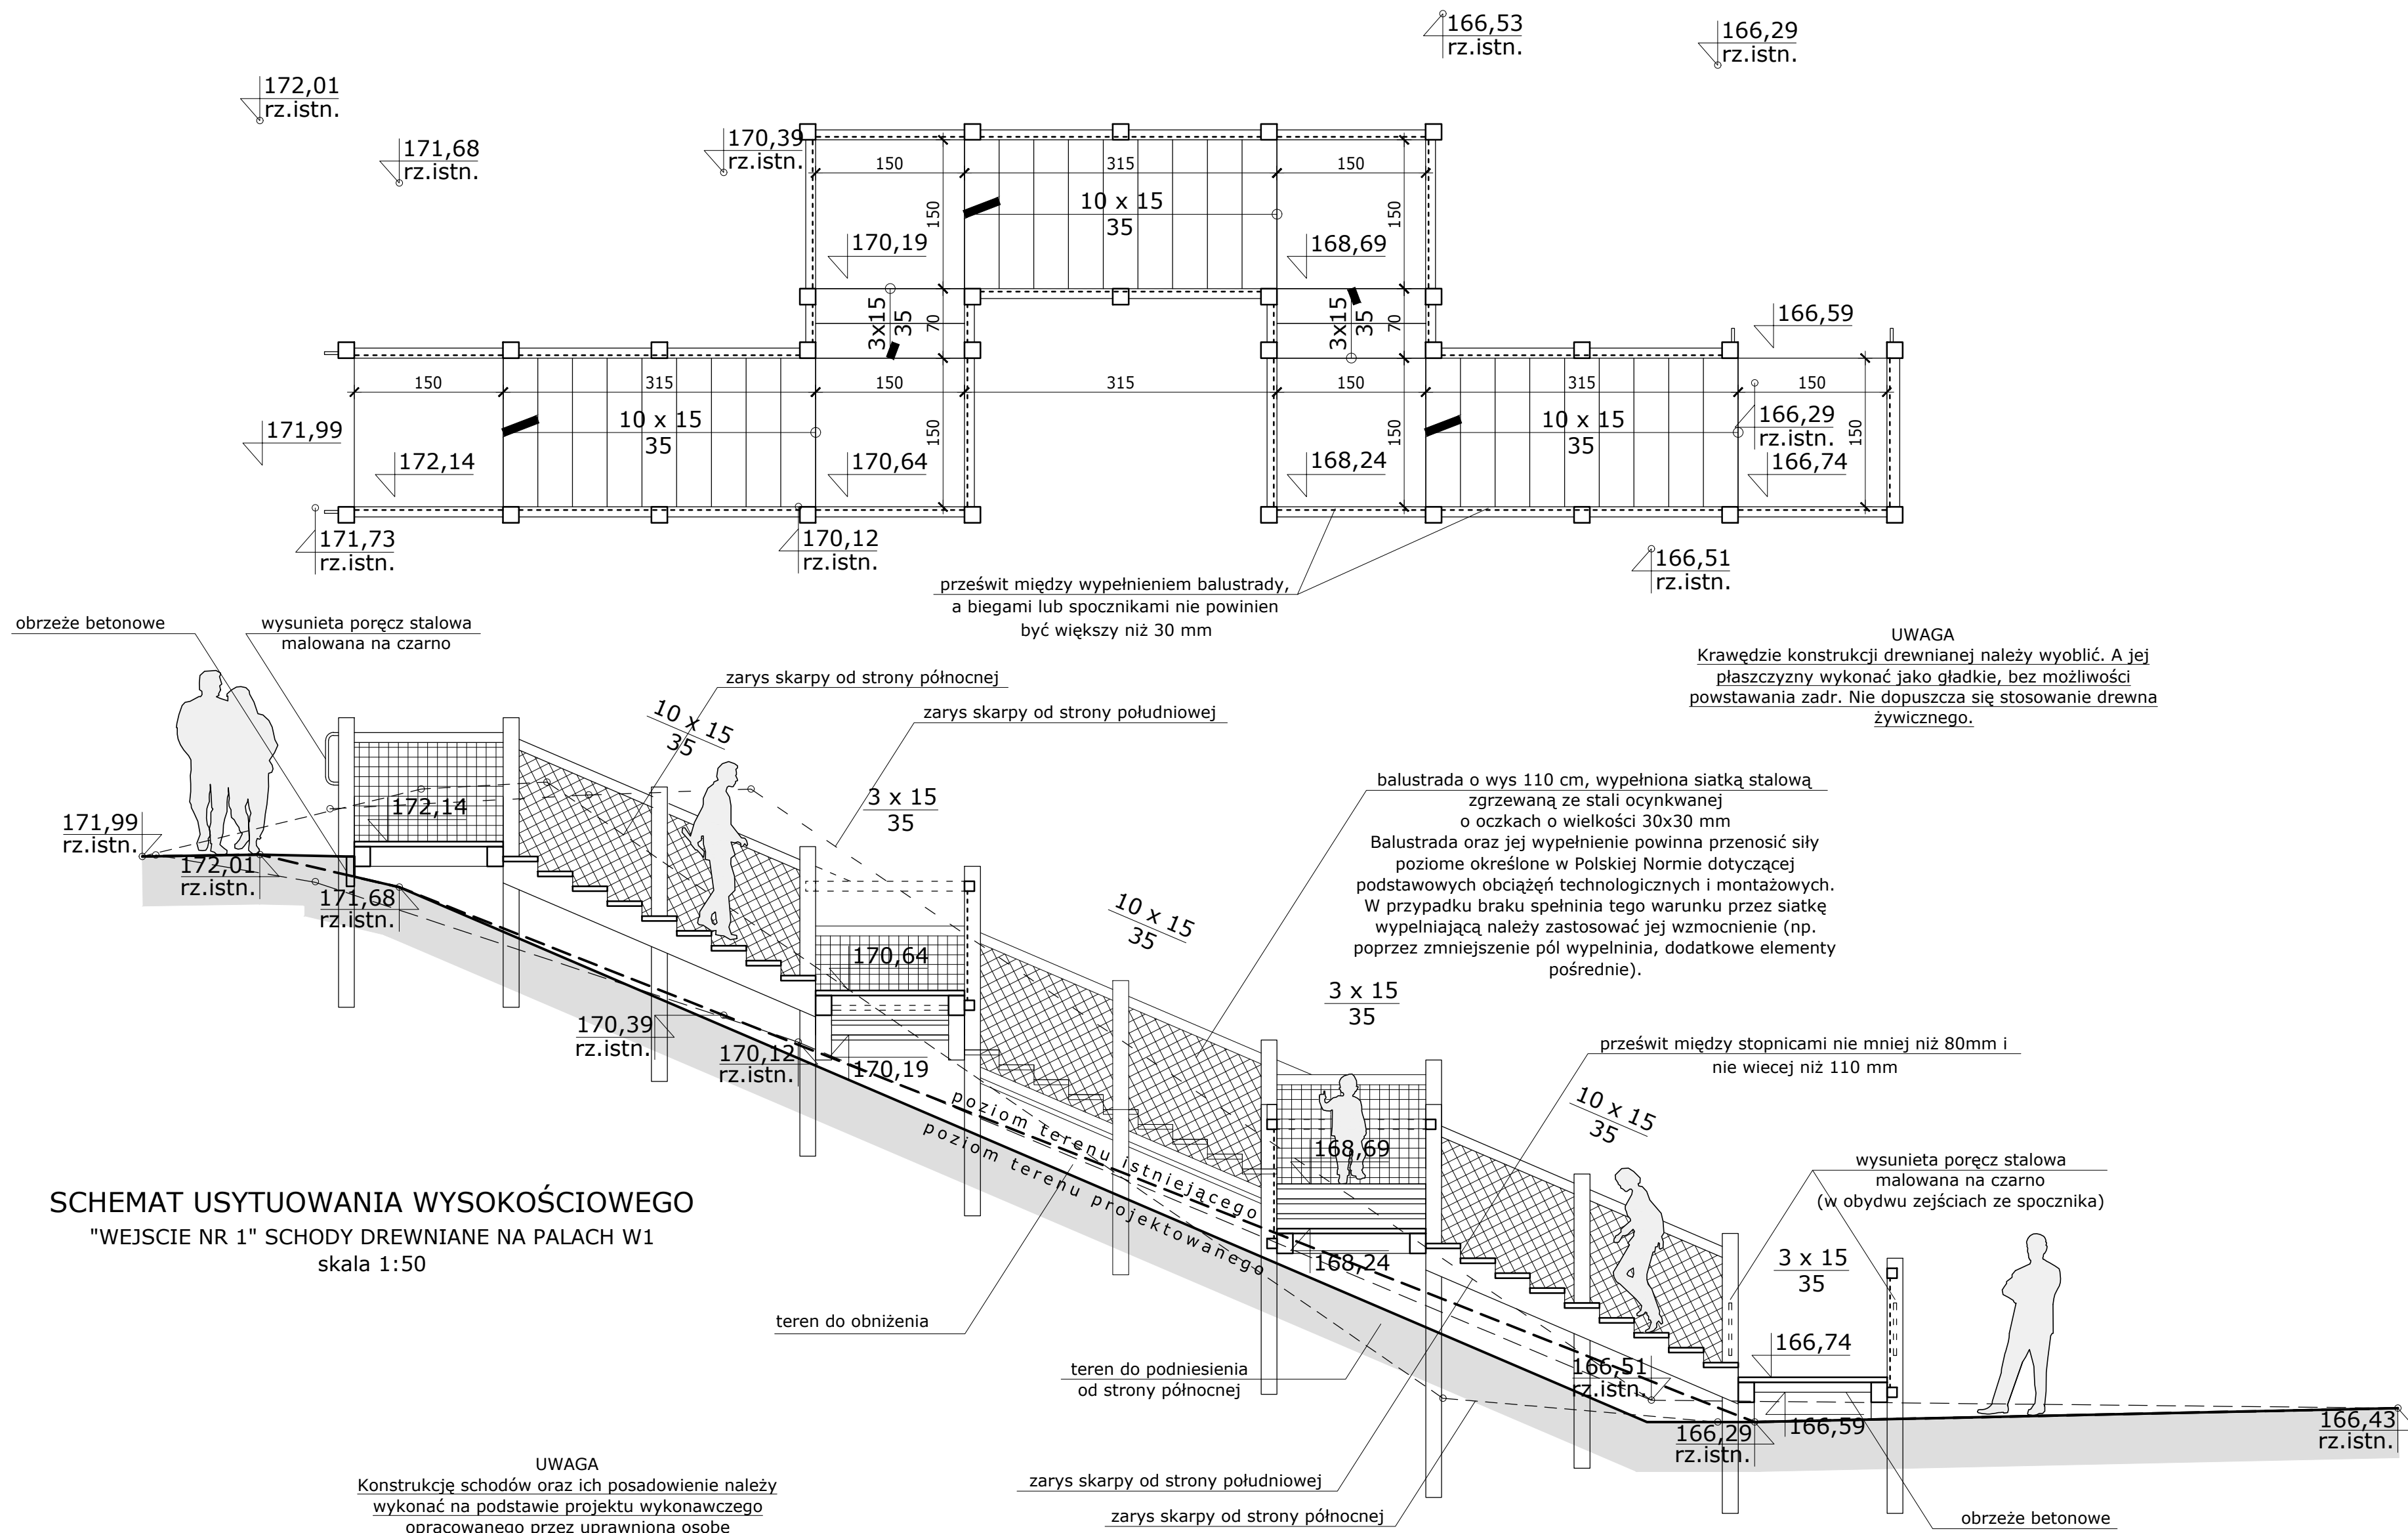 166,53
rz.istn.
166,29
rz.istn.
172,01
rz.istn.
171,68
rz.istn.
170,39
rz.istn.
150
315
150
150
10 x 15
35
150
170,19
168,69
3x15
35
70
3x15
35
70
166,59
150
315
150
315
150
315
150
171,99
10 x 15
35
150
150
10 x 15
35
166,29
rz.istn.
150
172,14
170,64
168,24
166,74
171,73
rz.istn.
170,12
rz.istn.
166,51
rz.istn.
prześwit między wypełnieniem balustrady,
a biegami lub spocznikami nie powinien
być większy niż 30 mm
obrzeże betonowe
wysunieta poręcz stalowa
malowana na czarno
UWAGA
Krawędzie konstrukcji drewnianej należy wyoblić. A jej
płaszczyzny wykonać jako gładkie, bez możliwości
powstawania zadr. Nie dopuszcza się stosowanie drewna
żywicznego.
zarys skarpy od strony północnej
zarys skarpy od strony południowej
10 x 15
35
3 x 15
35
balustrada o wys 110 cm, wypełniona siatką stalową
zgrzewaną ze stali ocynkwanej
o oczkach o wielkości 30x30 mm
Balustrada oraz jej wypełnienie powinna przenosić siły
poziome określone w Polskiej Normie dotyczącej
podstawowych obciążęń technologicznych i montażowych.
W przypadku braku spełninia tego warunku przez siatkę
wypelniającą należy zastosować jej wzmocnienie (np.
poprzez zmniejszenie pól wypelninia, dodatkowe elementy
pośrednie).
171,99
rz.istn.
172,14
172,01
rz.istn.
171,68
rz.istn.
10 x 15
35
170,64
3 x 15
35
170,39
rz.istn.
170,12
rz.istn.
170,19
prześwit między stopnicami nie mniej niż 80mm i
nie wiecej niż 110 mm
poziom terenu istniejącego
poziom terenu projektowanego
10 x 15
35
168,69
168,24
wysunieta poręcz stalowa
malowana na czarno
(w obydwu zejściach ze spocznika)
3 x 15
35
SCHEMAT USYTUOWANIA WYSOKOŚCIOWEGO
"WEJSCIE NR 1" SCHODY DREWNIANE NA PALACH W1
skala 1:50
teren do obniżenia
teren do podniesienia
od strony północnej
166,51
rz.istn.
166,74
166,29
rz.istn.
166,59
166,43
rz.istn.
zarys skarpy od strony południowej
zarys skarpy od strony północnej
obrzeże betonowe
UWAGA
Konstrukcję schodów oraz ich posadowienie należy
wykonać na podstawie projektu wykonawczego
opracowanego przez uprawnioną osobę